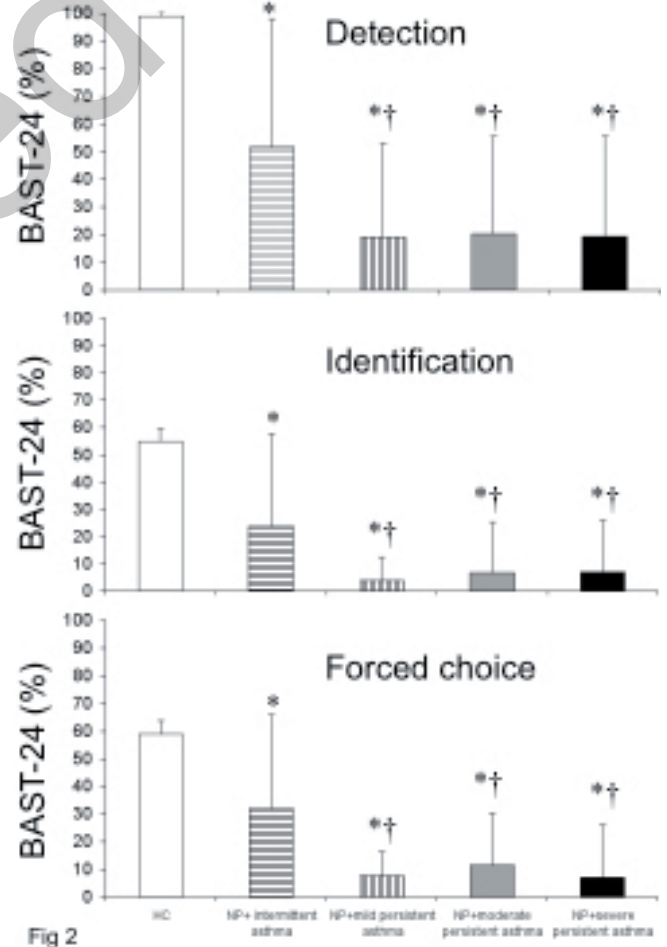 100
90
80
70
60
50
40
30
20
10
0
BAST-24 (%)
Detection
*
*†
*†
*†
100
90
80
70
60
50
40
30
20
10
0
BAST-24 (%)
Identification
*
*†
*†
*†
100
90
80
70
60
50
40
30
20
10
0
BAST-24 (%)
Forced choice
*
*†
*†
*†
HC
NP+ intermittent
asthma
NP+mild persistent
asthma
NP+moderate
persistent asthma
NP+severe
persistent asthma
Fig 2